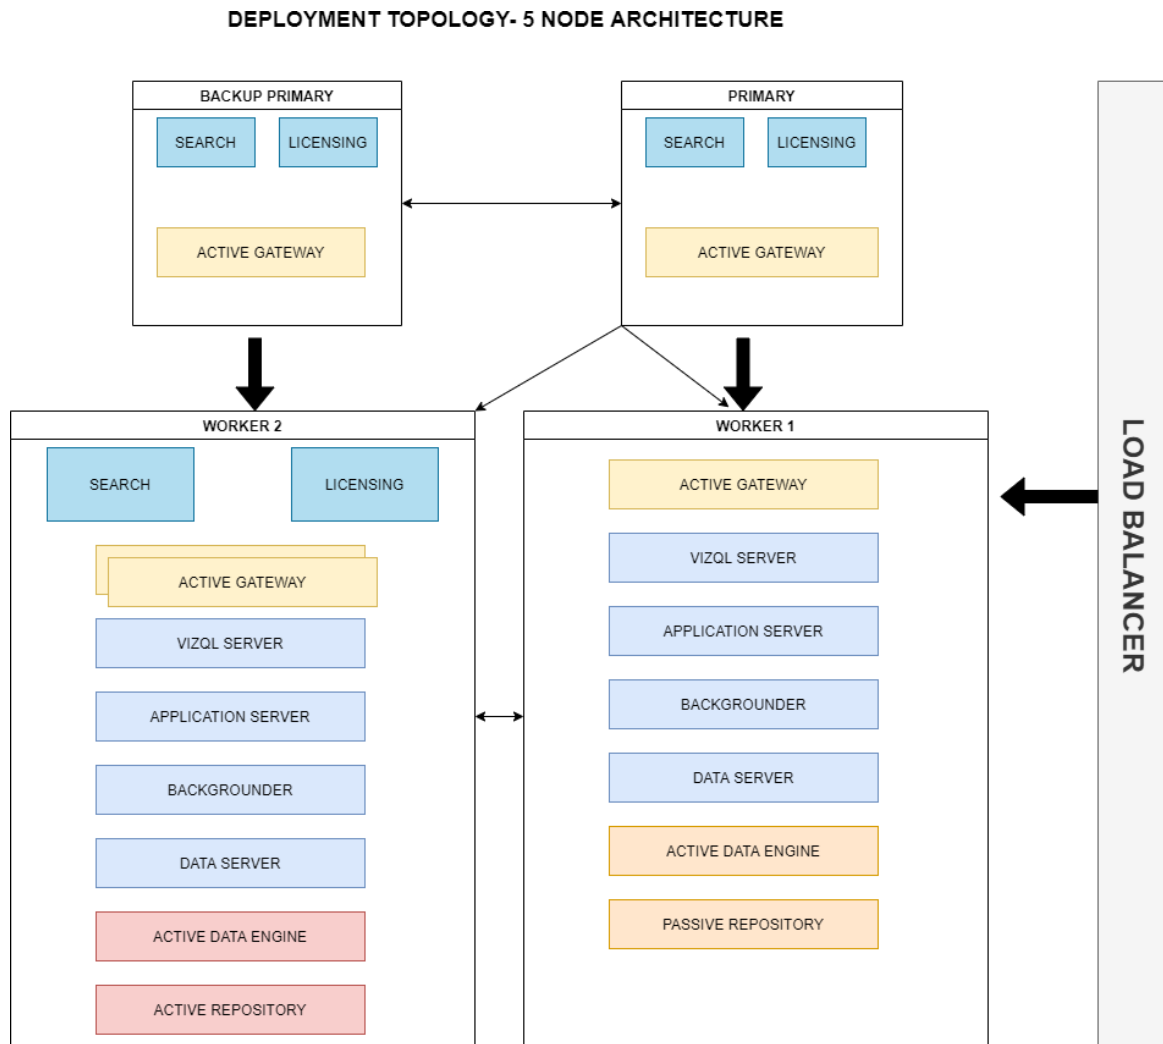 DEPLOYMENT TOPOLOGY- 5 NODE ARCHITECTURE
BACKUP PRIMARY
SEARCH
LICENSING
ACTIVE GATEWAY
PRIMARY
SEARCH
LICENSING
ACTIVE GATEWAY
WORKER 2
SEARCH
LICENSING
ACTIVE GATEWAY
VIZQL SERVER
APPLICATION SERVER
BACKGROUNDER
DATA SERVER
ACTIVE DATA ENGINE
ACTIVE REPOSITORY
WORKER 1
ACTIVE GATEWAY
VIZQL SERVER
APPLICATION SERVER
BACKGROUNDER
DATA SERVER
ACTIVE DATA ENGINE
PASSIVE REPOSITORY
LOAD BALANCER